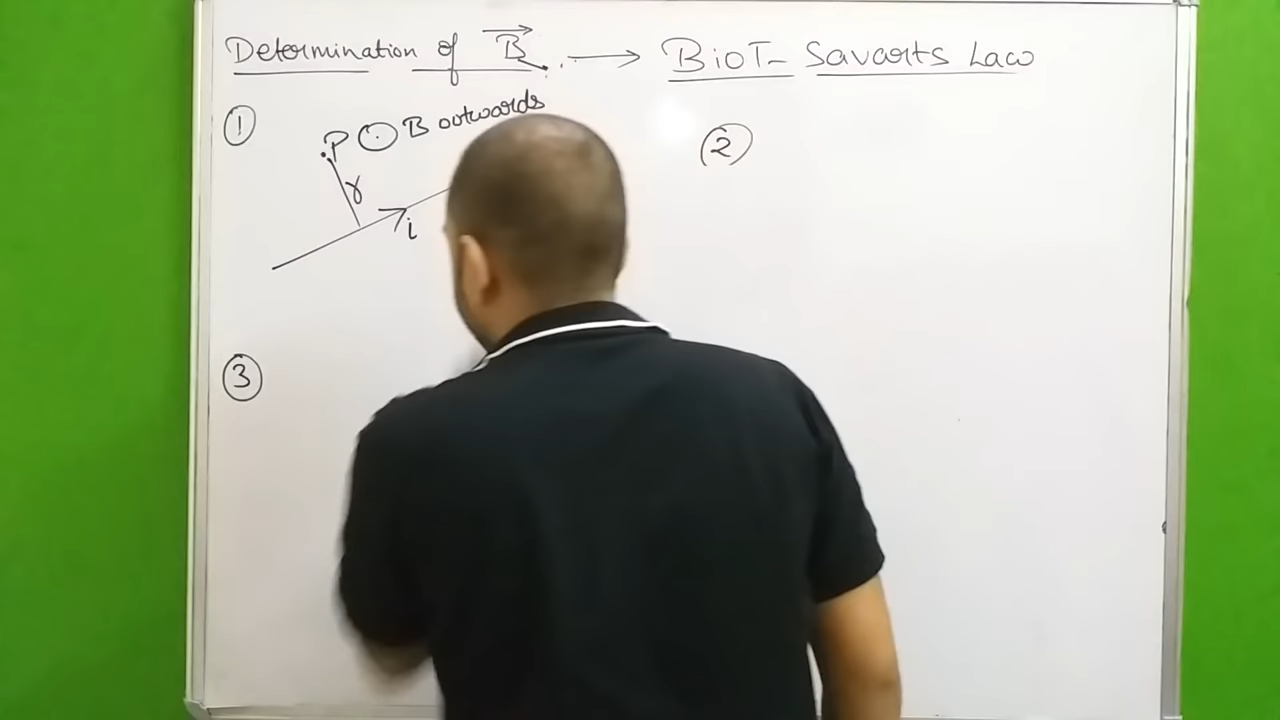 Determination of B → BioT- Savarts Law
① .P ⊙ B outwards
r
i
②
③